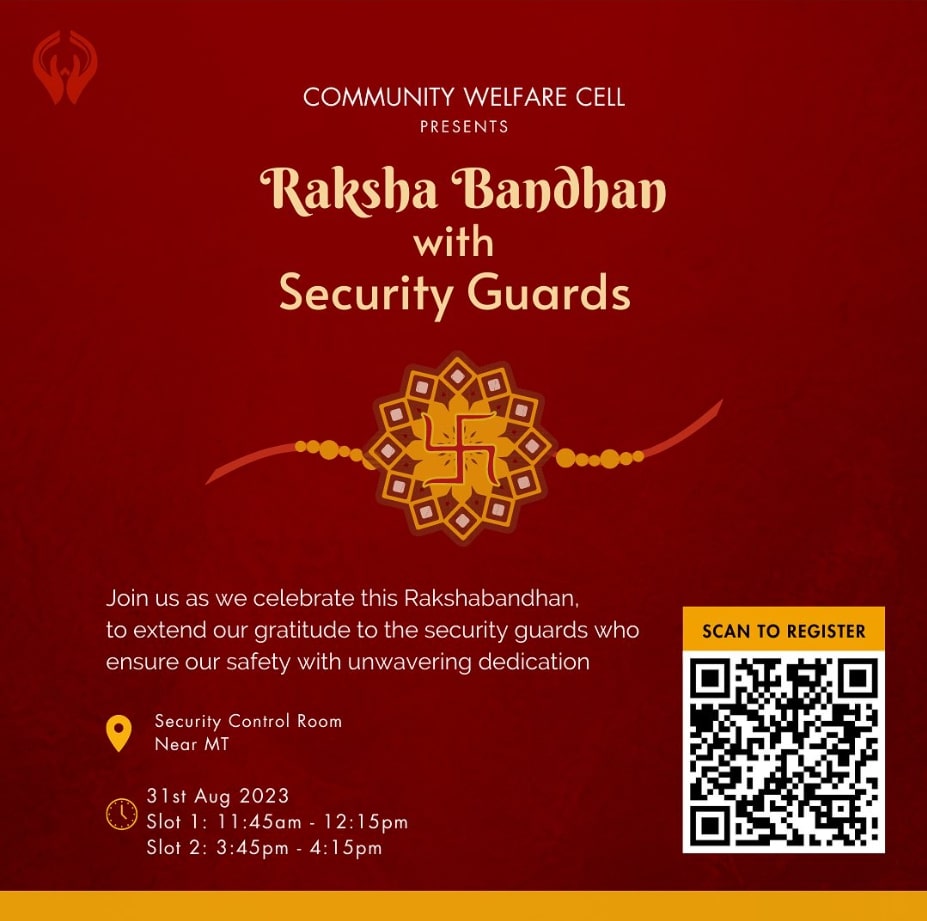 COMMUNITY WELFARE CELL
PRESENTS
Raksha Bandhan
with
Security Guards
Join us as we celebrate this Rakshabandhan,
to extend our gratitude to the security guards who
ensure our safety with unwavering dedication
SCAN TO REGISTER
Security Control Room
Near MT
31st Aug 2023
Slot 1: 11:45am - 12:15pm
Slot 2: 3:45pm - 4:15pm